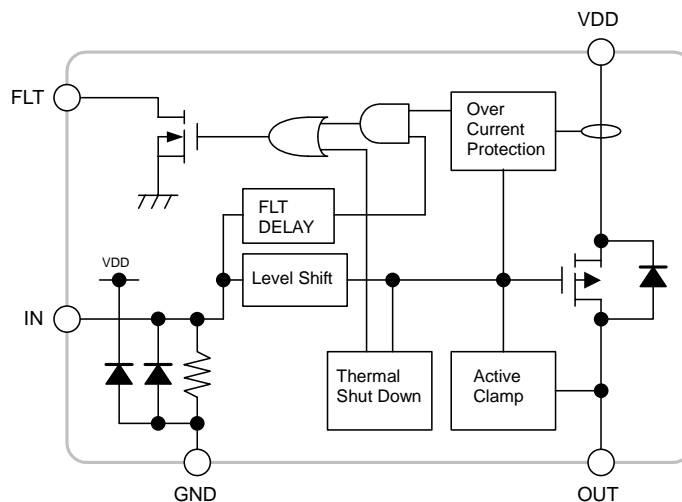 VDD
FLT
Over
Current
Protection
FLT
DELAY
VDD
Level Shift
IN
Thermal
Shut Down
Active
Clamp
GND
OUT